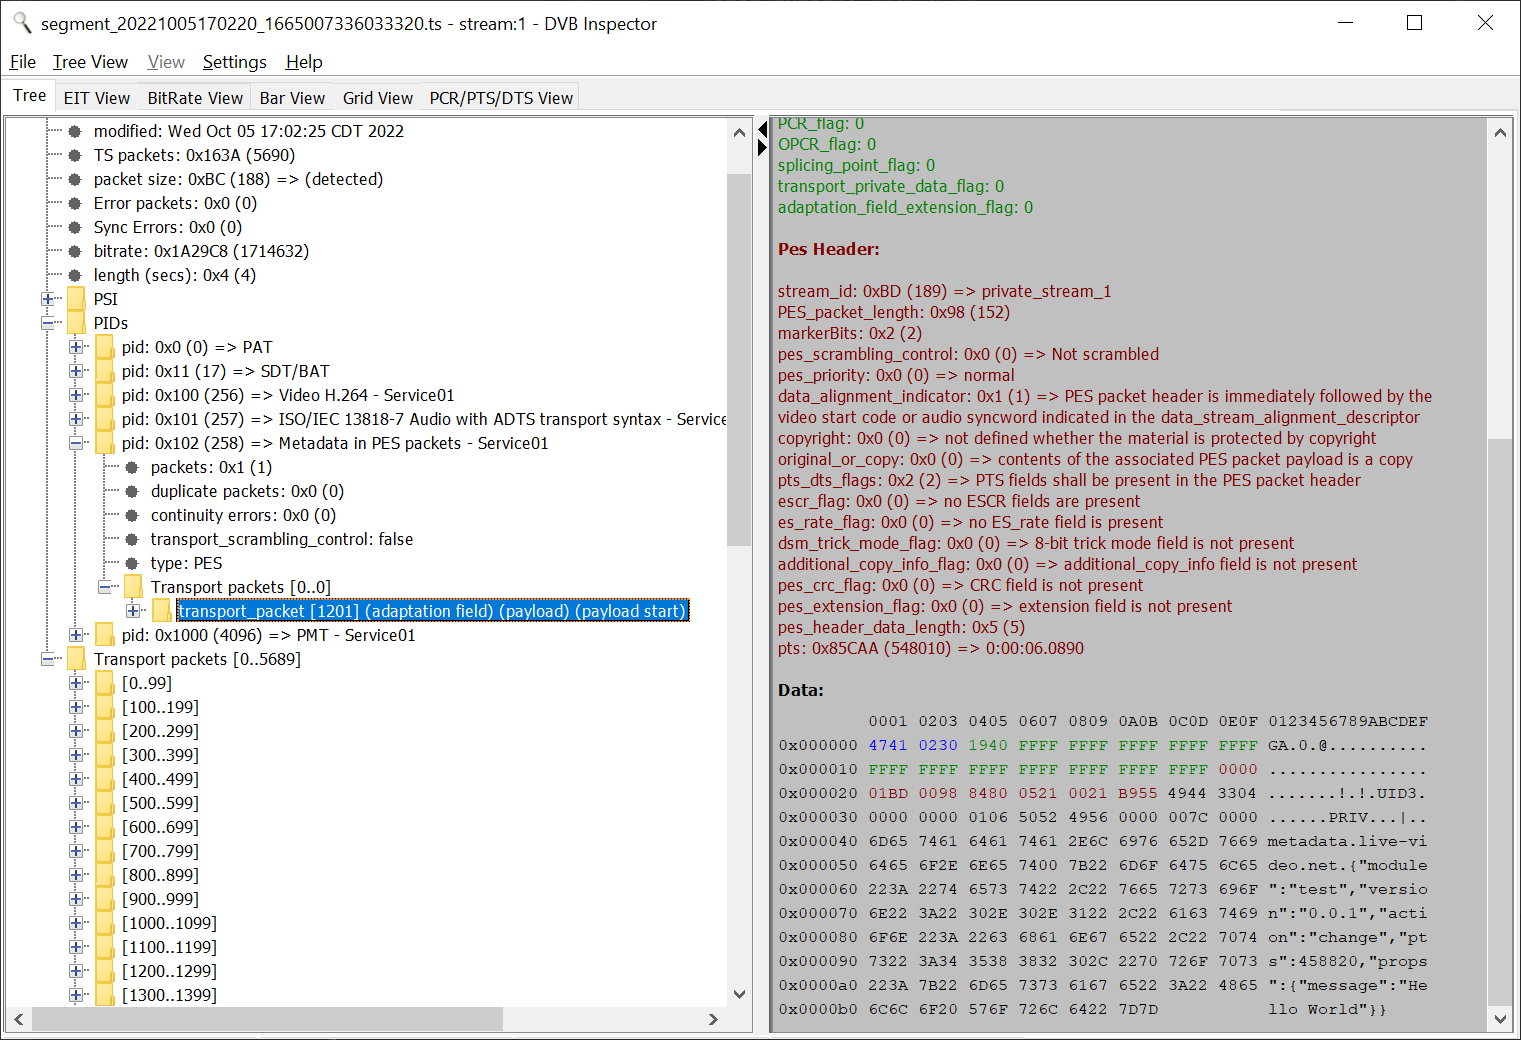 segment_20221005170220_1665007336033320.ts - stream:1 - DVB Inspector
File Tree View View Settings Help
Tree EIT View BitRate View Bar View Grid View PCR/PTS/DTS View
modified: Wed Oct 05 17:02:25 CDT 2022
TS packets: 0x163A (5690)
packet size: 0xBC (188) => (detected)
Error packets: 0x0 (0)
Sync Errors: 0x0 (0)
bitrate: 0x1A29C8 (1714632)
length (secs): 0x4 (4)
PSI
PIDs
pid: 0x0 (0) => PAT
pid: 0x11 (17) => SDT/BAT
pid: 0x100 (256) => Video H.264 - Service01
pid: 0x101 (257) => ISO/IEC 13818-7 Audio with ADTS transport syntax - Service
pid: 0x102 (258) => Metadata in PES packets - Service01
packets: 0x1 (1)
duplicate packets: 0x0 (0)
continuity errors: 0x0 (0)
transport_scrambling_control: false
type: PES
Transport packets [0..0]
transport_packet [1201] (adaptation field) (payload) (payload start)
pid: 0x1000 (4096) => PMT - Service01
Transport packets [0..5689]
[0..99]
[100..199]
[200..299]
[300..399]
[400..499]
[500..599]
[600..699]
[700..799]
[800..899]
[900..999]
[1000..1099]
[1100..1199]
[1200..1299]
[1300..1399]
PCR_flag: 0
OPCR_flag: 0
splicing_point_flag: 0
transport_private_data_flag: 0
adaptation_field_extension_flag: 0
Pes Header:
stream_id: 0xBD (189) => private_stream_1
PES_packet_length: 0x98 (152)
markerBits: 0x2 (2)
pes_scrambling_control: 0x0 (0) => Not scrambled
pes_priority: 0x0 (0) => normal
data_alignment_indicator: 0x1 (1) => PES packet header is immediately followed by the
video start code or audio syncword indicated in the data_stream_alignment_descriptor
copyright: 0x0 (0) => not defined whether the material is protected by copyright
original_or_copy: 0x0 (0) => contents of the associated PES packet payload is a copy
pts_dts_flags: 0x2 (2) => PTS fields shall be present in the PES packet header
escr_flag: 0x0 (0) => no ESCR fields are present
es_rate_flag: 0x0 (0) => no ES_rate field is present
dsm_trick_mode_flag: 0x0 (0) => 8-bit trick mode field is not present
additional_copy_info_flag: 0x0 (0) => additional_copy_info field is not present
pes_crc_flag: 0x0 (0) => CRC field is not present
pes_extension_flag: 0x0 (0) => extension field is not present
pes_header_data_length: 0x5 (5)
pts: 0x85CAA (548010) => 0:00:06.0890
Data:
0001 0203 0405 0607 0809 0A0B 0C0D 0E0F 0123456789ABCDEF
0x000000 4741 0230 1940 FFFF FFFF FFFF FFFF FFFF GA.0.@..........
0x000010 FFFF FFFF FFFF FFFF FFFF FFFF FFFF 0000 ................
0x000020 01BD 0098 8480 0521 0021 B955 4944 3304 .......!.!.UID3.
0x000030 0000 0000 0106 5052 4956 0000 007C 0000 ......PRIV...|..
0x000040 6D65 7461 6461 7461 2E6C 6976 652D 7669 metadata.live-vi
0x000050 6465 6F2E 6E65 7400 7B22 6D6F 6475 6C65 deo.net.{"module
0x000060 223A 2274 6573 7422 2C22 7665 7273 696F ":"test","versio
0x000070 6E22 3A22 302E 302E 3122 2C22 6163 7469 n":"0.0.1","acti
0x000080 6F6E 223A 2263 6861 6E67 6522 2C22 7074 on":"change","pt
0x000090 7322 3A34 3538 3832 302C 2270 726F 7073 s":458820,"props
0x0000a0 223A 7B22 6D65 7373 6167 6522 3A22 4865 ":{"message":"He
0x0000b0 6C6C 6F20 576F 726C 6422 7D7D llo World"}}